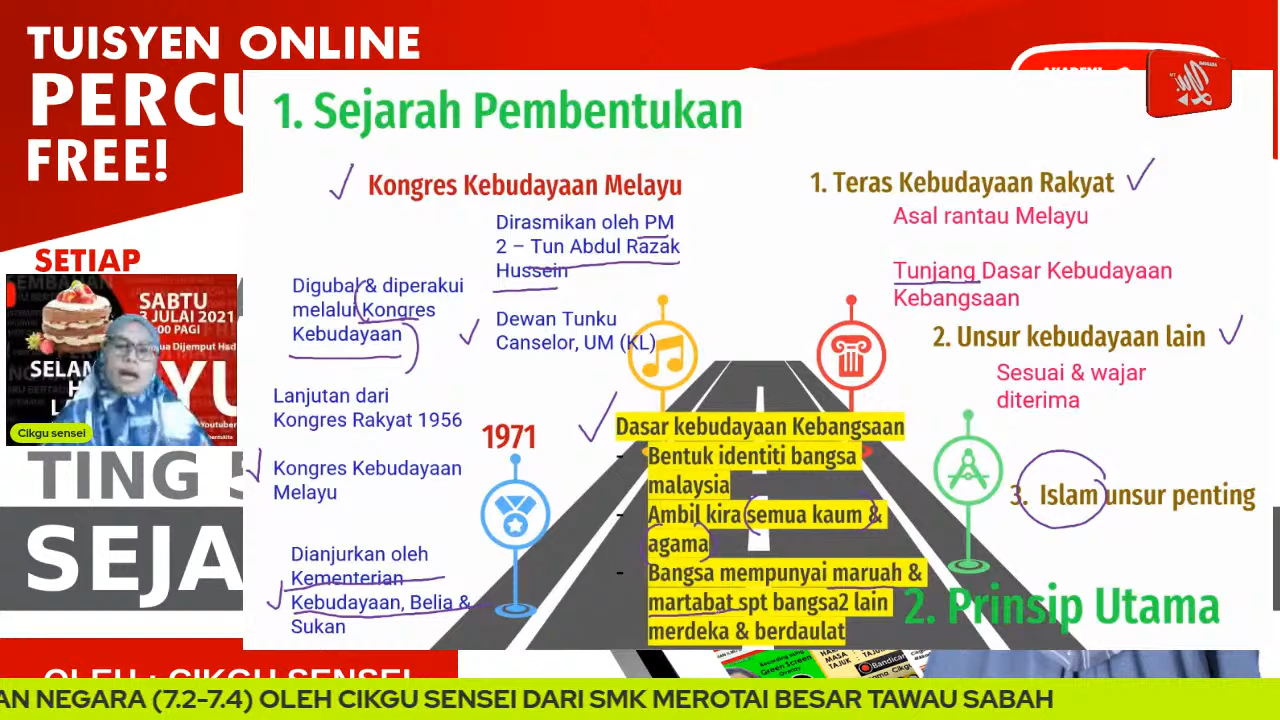 TUISYEN ONLINE
PERCU
FREE!
SETIAP
SABTU
3 JULAI 2021
Cikgu sensei
TING 5
SEJA
OLEH : CIKGU SENSEI
AKADEMI
1. Sejarah Pembentukan
Kongres Kebudayaan Melayu
Dirasmikan oleh PM
2 – Tun Abdul Razak
Hussein
Digubal & diperakui
melalui Kongres
Kebudayaan
Dewan Tunku
Canselor, UM (KL)
Lanjutan dari
Kongres Rakyat 1956
1971
Kongres Kebudayaan
Melayu
Dianjurkan oleh
Kementerian
Kebudayaan, Belia &
Sukan
Dasar kebudayaan Kebangsaan
- Bentuk identiti bangsa
malaysia
- Ambil kira semua kaum &
agama
- Bangsa mempunyai maruah &
martabat spt bangsa2 lain
merdeka & berdaulat
1. Teras Kebudayaan Rakyat
Asal rantau Melayu
Tunjang Dasar Kebudayaan
Kebangsaan
2. Unsur kebudayaan lain
Sesuai & wajar
diterima
3. Islam unsur penting
2. Prinsip Utama
AN NEGARA (7.2-7.4) OLEH CIKGU SENSEI DARI SMK MEROTAI BESAR TAWAU SABAH